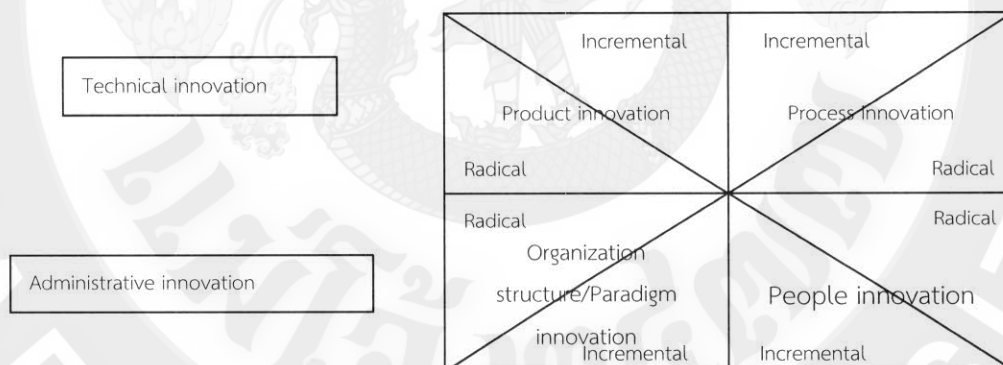 Incremental
Incremental
Technical innovation
Product innovation
Process Innovation
Radical
Radical
Radical
Radical
Organization
Administrative innovation
structure/Paradigm
People innovation
innovation
Incremental
Incremental